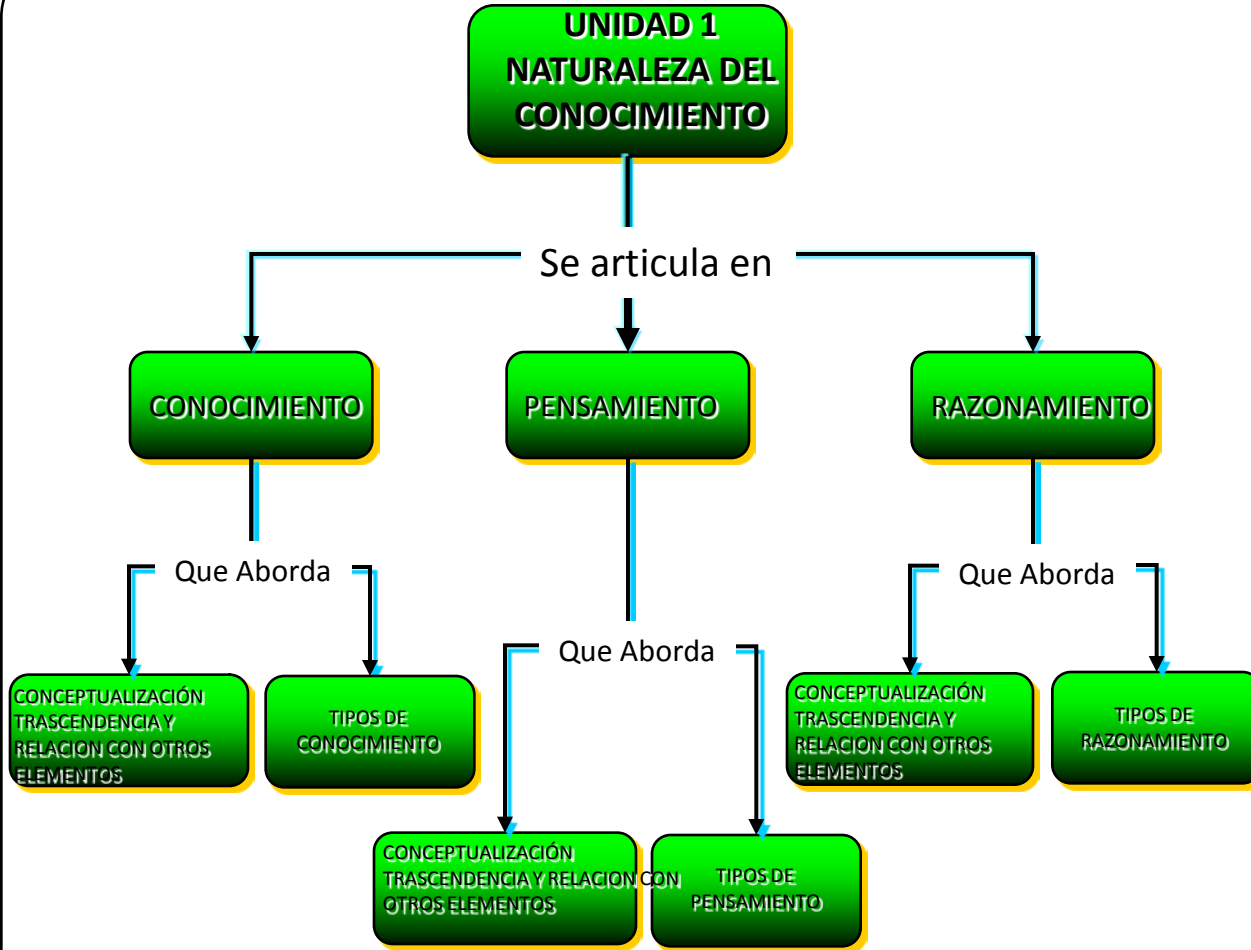 UNIDAD 1
NATURALEZA DEL
CONOCIMIENTO
Se articula en
CONOCIMIENTO
PENSAMIENTO
RAZONAMIENTO
Que Aborda
CONCEPTUALIZACIÓN
TRASCENDENCIA Y
RELACION CON OTROS
ELEMENTOS
TIPOS DE
CONOCIMIENTO
Que Aborda
CONCEPTUALIZACIÓN
TRASCENDENCIA Y RELACION CON
OTROS ELEMENTOS
TIPOS DE
PENSAMIENTO
Que Aborda
CONCEPTUALIZACIÓN
TRASCENDENCIA Y
RELACION CON OTROS
ELEMENTOS
TIPOS DE
RAZONAMIENTO